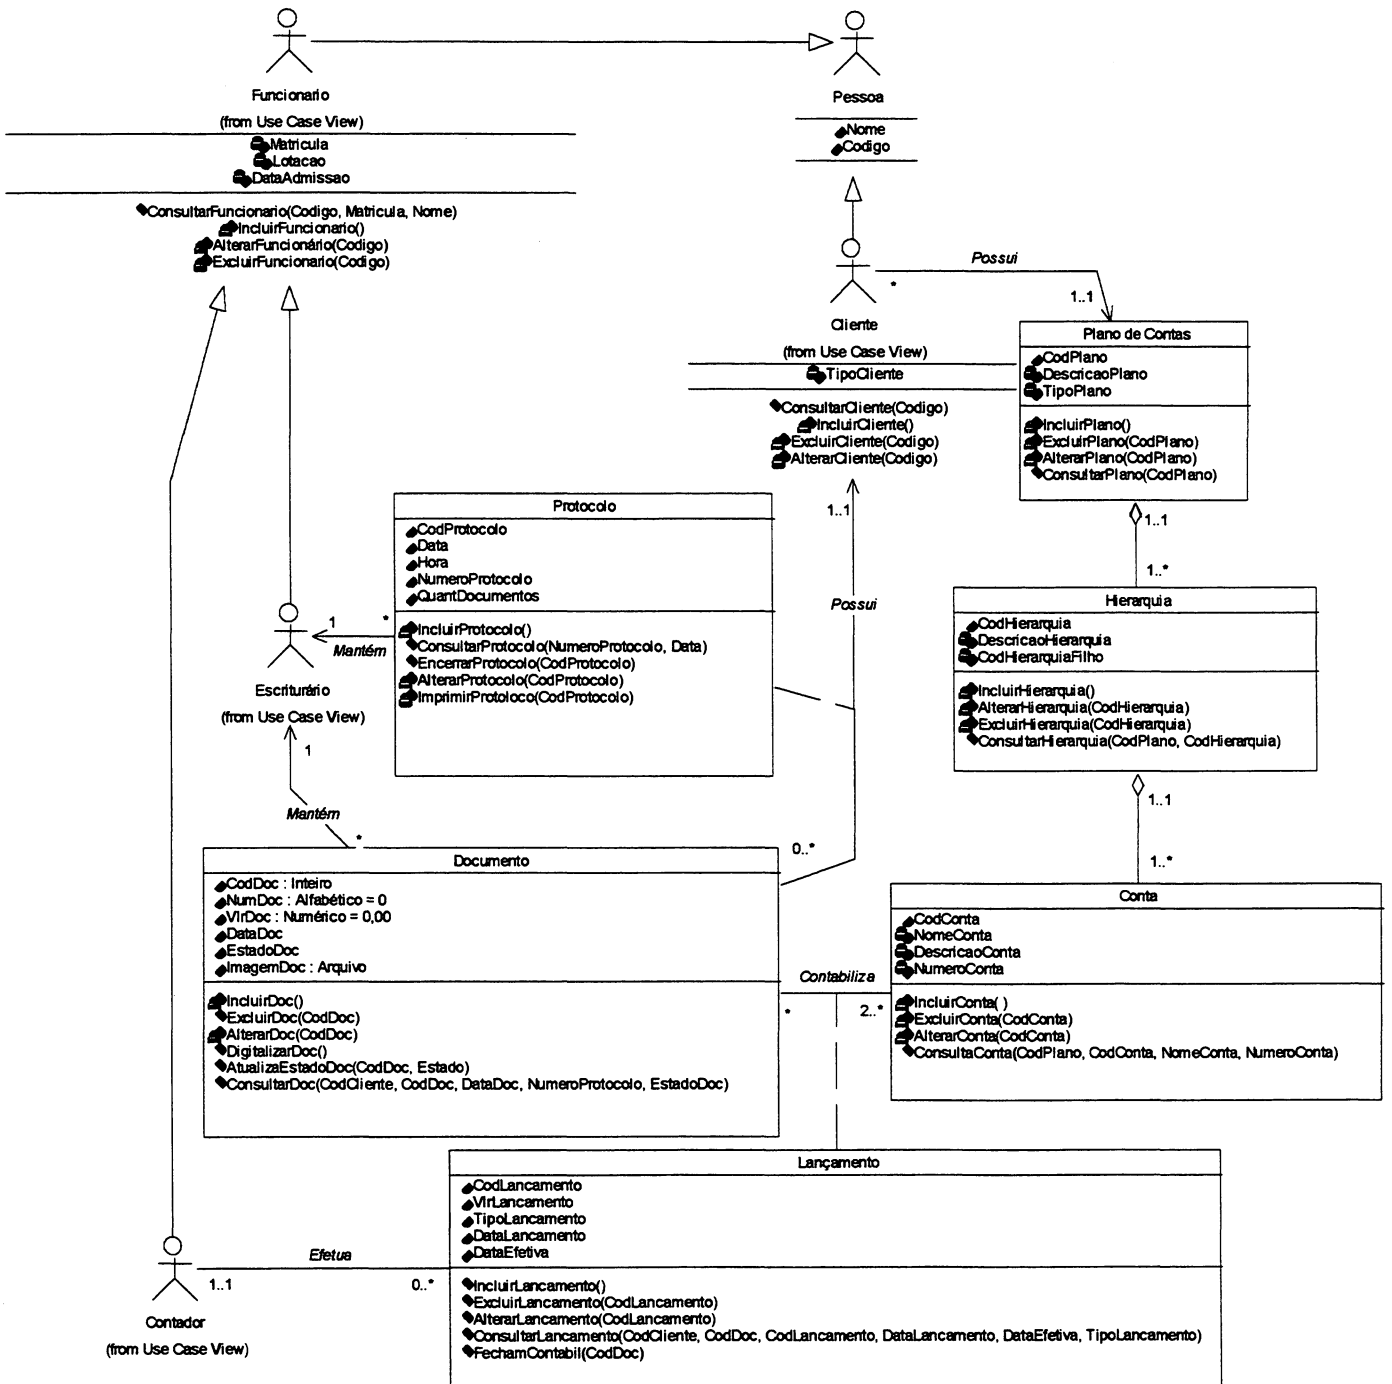 Funcionario
(from Use Case View)
Matricula
Lotacao
DataAdmissao
ConsultarFuncionario(Codigo, Matricula, Nome)
IncluirFuncionario()
AlterarFuncionário(Codigo)
ExcluirFuncionario(Codigo)
Pessoa
Nome
Codigo
Possui
*
1..1
Cliente
(from Use Case View)
TipoCliente
ConsultarCliente(Codigo)
IncluirCliente()
ExcluirCliente(Codigo)
AlterarCliente(Codigo)
Plano de Contas
CodPlano
DescricaoPlano
TipoPlano
IncluirPlano()
ExcluirPlano(CodPlano)
AlterarPlano(CodPlano)
ConsultarPlano(CodPlano)
1..1
1..*
Protocolo
CodProtocolo
Data
Hora
NumeroProtocolo
QuantDocumentos
IncluirProtocolo()
ConsultarProtocolo(NumeroProtocolo, Data)
EncerrarProtocolo(CodProtocolo)
AlterarProtocolo(CodProtocolo)
ImprimirProtoloco(CodProtocolo)
1..1
Possui
0..*
Hierarquia
CodHierarquia
DescricaoHierarquia
CodHierarquiaFilho
IncluirHierarquia()
AlterarHierarquia(CodHierarquia)
ExcluirHierarquia(CodHierarquia)
ConsultarHierarquia(CodPlano, CodHierarquia)
1..1
1..*
1
*
Mantém
Escriturário
(from Use Case View)
1
Mantém
*
Documento
CodDoc : Inteiro
NumDoc : Alfabético = 0
VlrDoc : Numérico = 0,00
DataDoc
EstadoDoc
ImagemDoc : Arquivo
IncluirDoc()
ExcluirDoc(CodDoc)
AlterarDoc(CodDoc)
DigitalizarDoc()
AtualizaEstadoDoc(CodDoc, Estado)
ConsultarDoc(CodCliente, CodDoc, DataDoc, NumeroProtocolo, EstadoDoc)
Contabiliza
*
2..*
Conta
CodConta
NomeConta
DescricaoConta
NumeroConta
IncluirConta( )
ExcluirConta(CodConta)
AlterarConta(CodConta)
ConsultaConta(CodPlano, CodConta, NomeConta, NumeroConta)
Lançamento
CodLancamento
VlrLancamento
TipoLancamento
DataLancamento
DataEfetiva
IncluirLancamento()
ExcluirLancamento(CodLancamento)
AlterarLancamento(CodLancamento)
ConsultarLancamento(CodCliente, CodDoc, CodLancamento, DataLancamento, DataEfetiva, TipoLancamento)
FechamContabil(CodDoc)
Efetua
1..1
0..*
Contador
(from Use Case View)